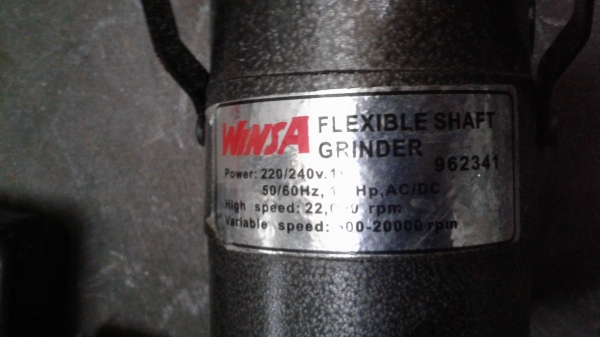 WINSA
FLEXIBLE SHAFT
GRINDER
962341
Power: 220/240v.
50/60Hz, Hp,AC/DC
High speed: rpm
Variable speed: rpm